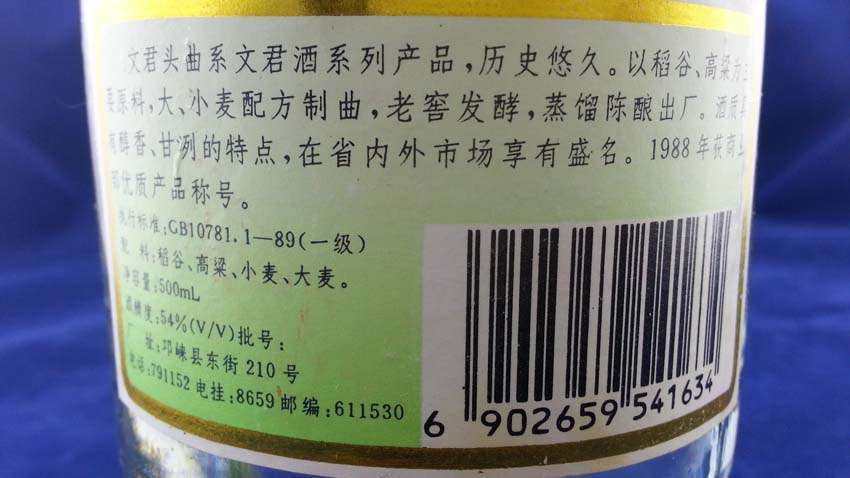 文君头曲系文君酒系列产品，历史悠久。以稻谷、高梁为主
要原料，大、小麦配方制曲，老窖发酵，蒸馏陈酿出厂。酒质具
有醇香、甘洌的特点，在省内外市场享有盛名。1988年获商业
部优质产品称号。
执行标准:GB10781.1—89(一级)
配 料:稻谷、高梁、小麦、大麦。
净容量:500mL
酒精度:54%(V/V)批号:
厂 址:邛崃县东街210号
电话:791152 电挂:8659 邮编:611530
6 902659 541634